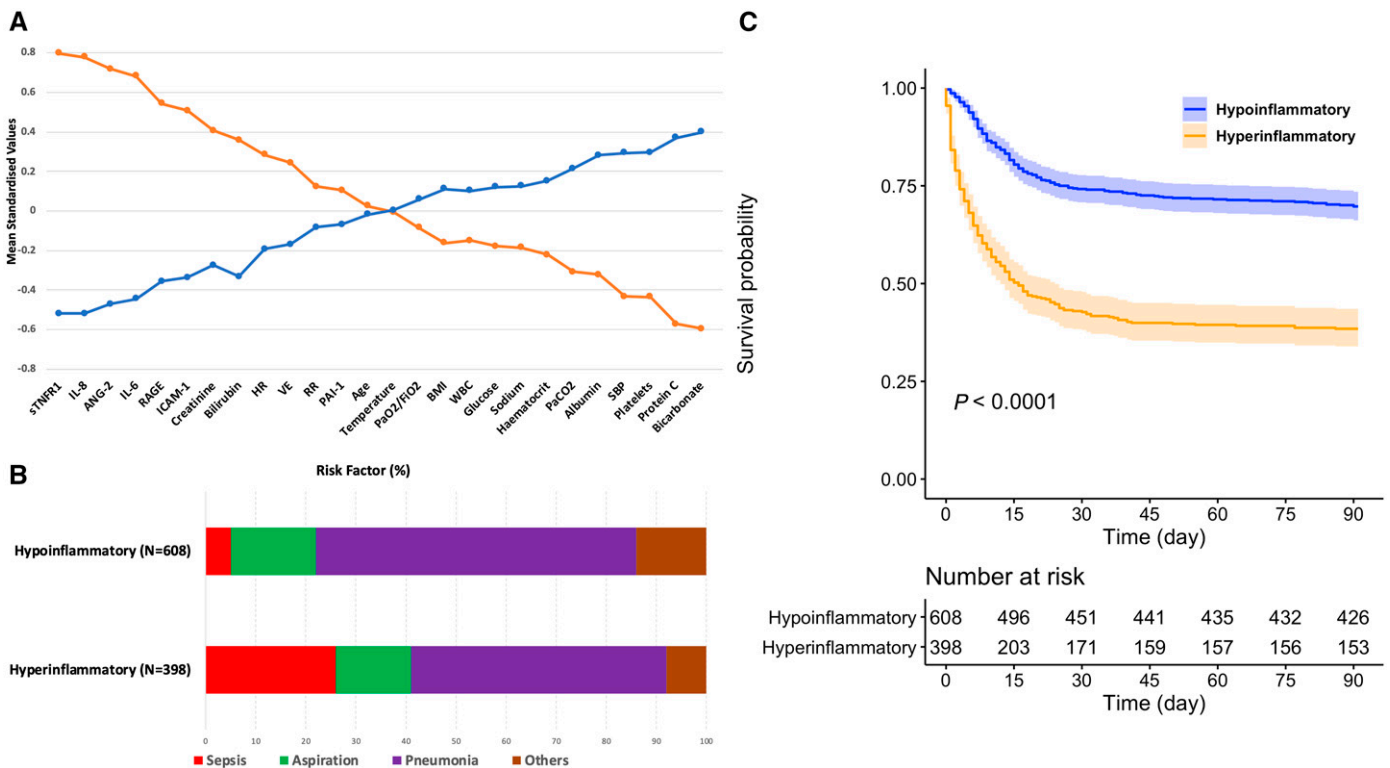 A
Mean Standardised Values
0.8
0.6
0.4
0.2
0
-0.2
-0.4
-0.6
-0.8
sTNFR1
IL-8
ANG-2
IL-6
RAGE
ICAM-1
Creatinine
Bilirubin
HR
VE
RR
PAI-1
Age
Temperature
PaO2/FiO2
BMI
WBC
Glucose
Sodium
Haematocrit
PaCO2
Albumin
SBP
Platelets
Protein C
Bicarbonate
B
Risk Factor (%)
Hypoinflammatory (N=608)
Hyperinflammatory (N=398)
0 10 20 30 40 50 60 70 80 90 100
Sepsis Aspiration Pneumonia Others
C
Survival probability
1.00
0.75
0.50
0.25
0.00
Hypoinflammatory
Hyperinflammatory
P < 0.0001
0 15 30 45 60 75 90
Time (day)
Number at risk
Hypoinflammatory 608 496 451 441 435 432 426
Hyperinflammatory 398 203 171 159 157 156 153
0 15 30 45 60 75 90
Time (day)